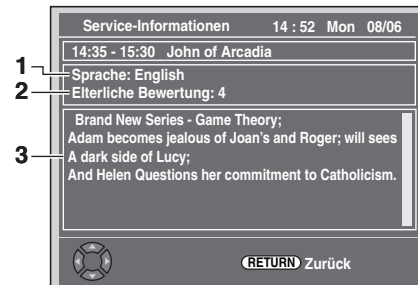 Service-Informationen 14 : 52 Mon 08/06
14:35 - 15:30 John of Arcadia
1
Sprache: English
2
Elterliche Bewertung: 4
Brand New Series - Game Theory;
Adam becomes jealous of Joan's and Roger; will sees
3
A dark side of Lucy;
And Helen Questions her commitment to Catholicism.
RETURN Zurück